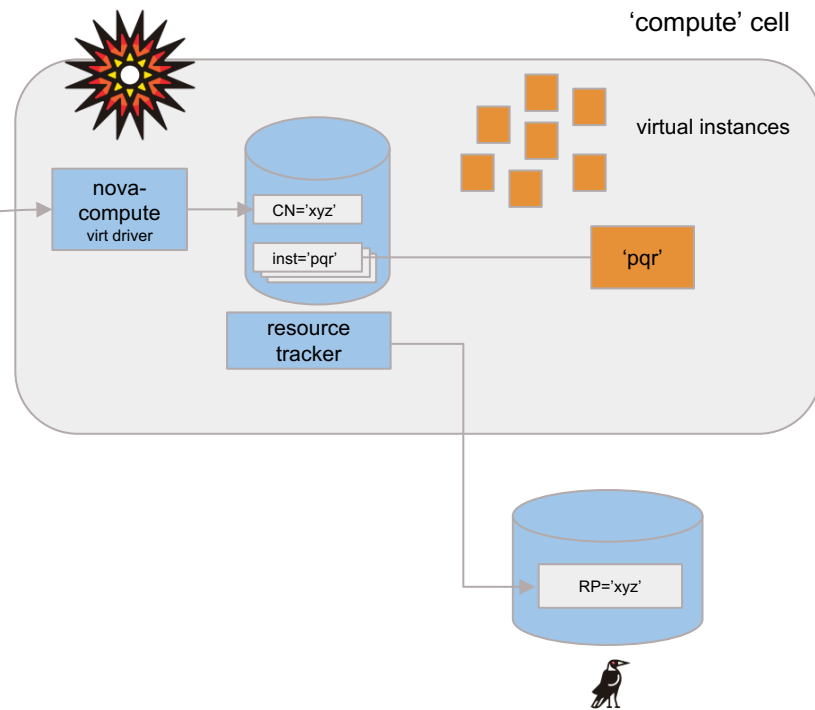 ‘compute’ cell
virtual instances
nova-
compute
virt driver
CN=’xyz’
inst=’pqr’
‘pqr’
resource
tracker
RP=’xyz’